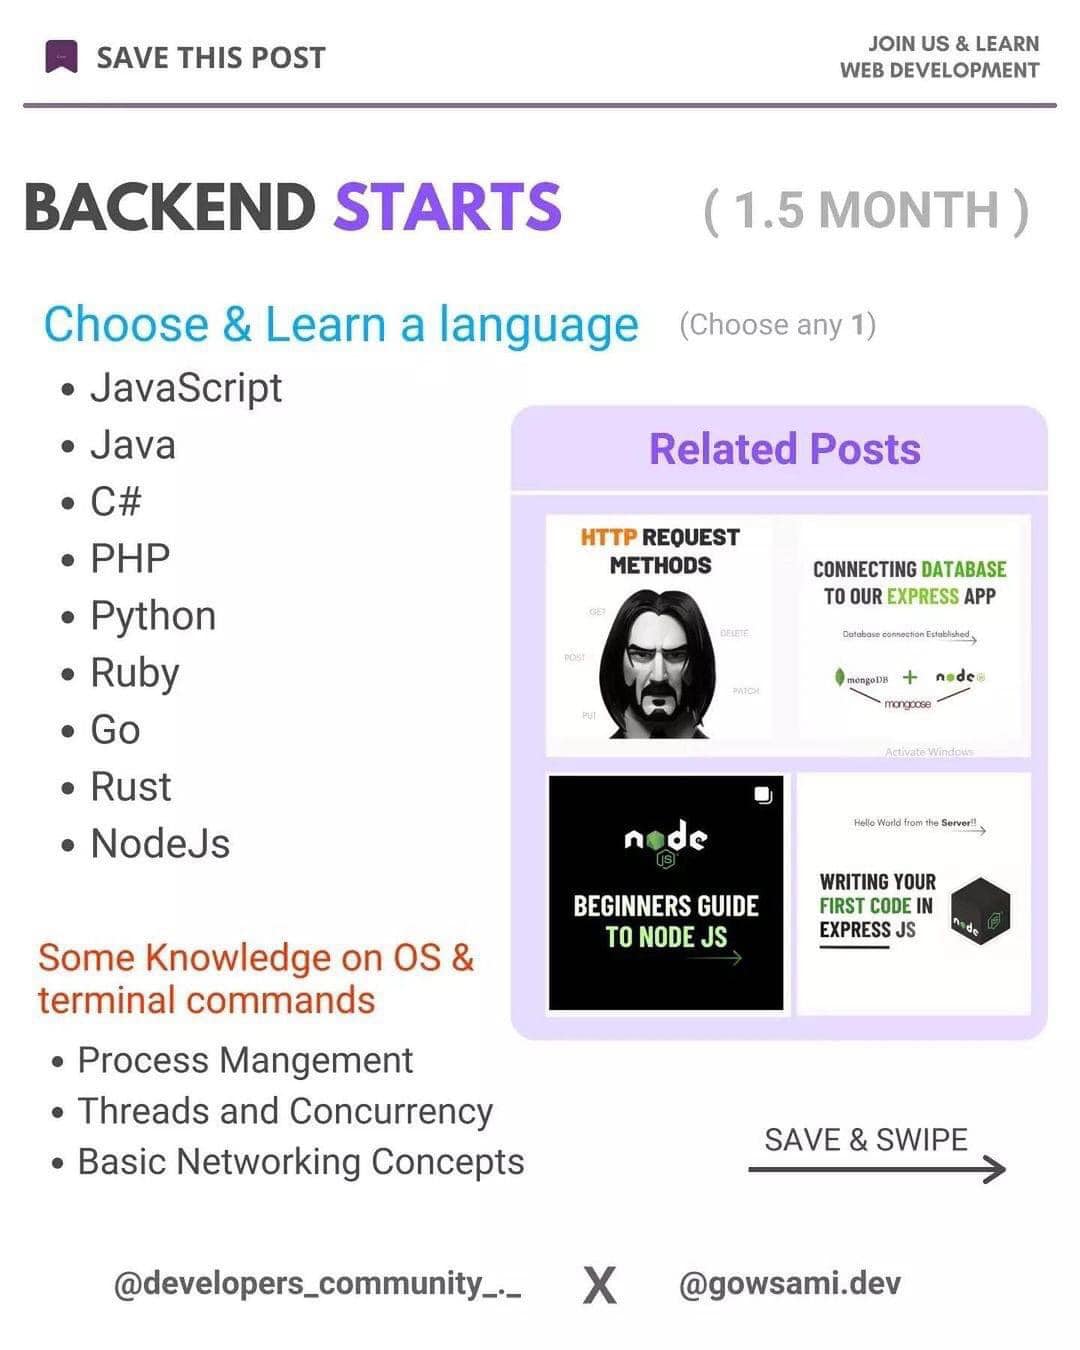 SAVE THIS POST
JOIN US & LEARN
WEB DEVELOPMENT
BACKEND STARTS
( 1.5 MONTH )
Choose & Learn a language
(Choose any 1)
• JavaScript
• Java
• C#
• PHP
• Python
• Ruby
• Go
• Rust
• NodeJs
Related Posts
HTTP REQUEST
METHODS
GET
DELETE
POST
PATCH
PUT
CONNECTING DATABASE
TO OUR EXPRESS APP
Database connection Established
mongoDB + node
mongoose
Activate Windows
node
JS
BEGINNERS GUIDE
TO NODE JS
Hello World from the Server!!
WRITING YOUR
FIRST CODE IN
EXPRESS JS
node
Some Knowledge on OS &
terminal commands
• Process Mangement
• Threads and Concurrency
• Basic Networking Concepts
SAVE & SWIPE
@developers_community_._ X @gowsami.dev